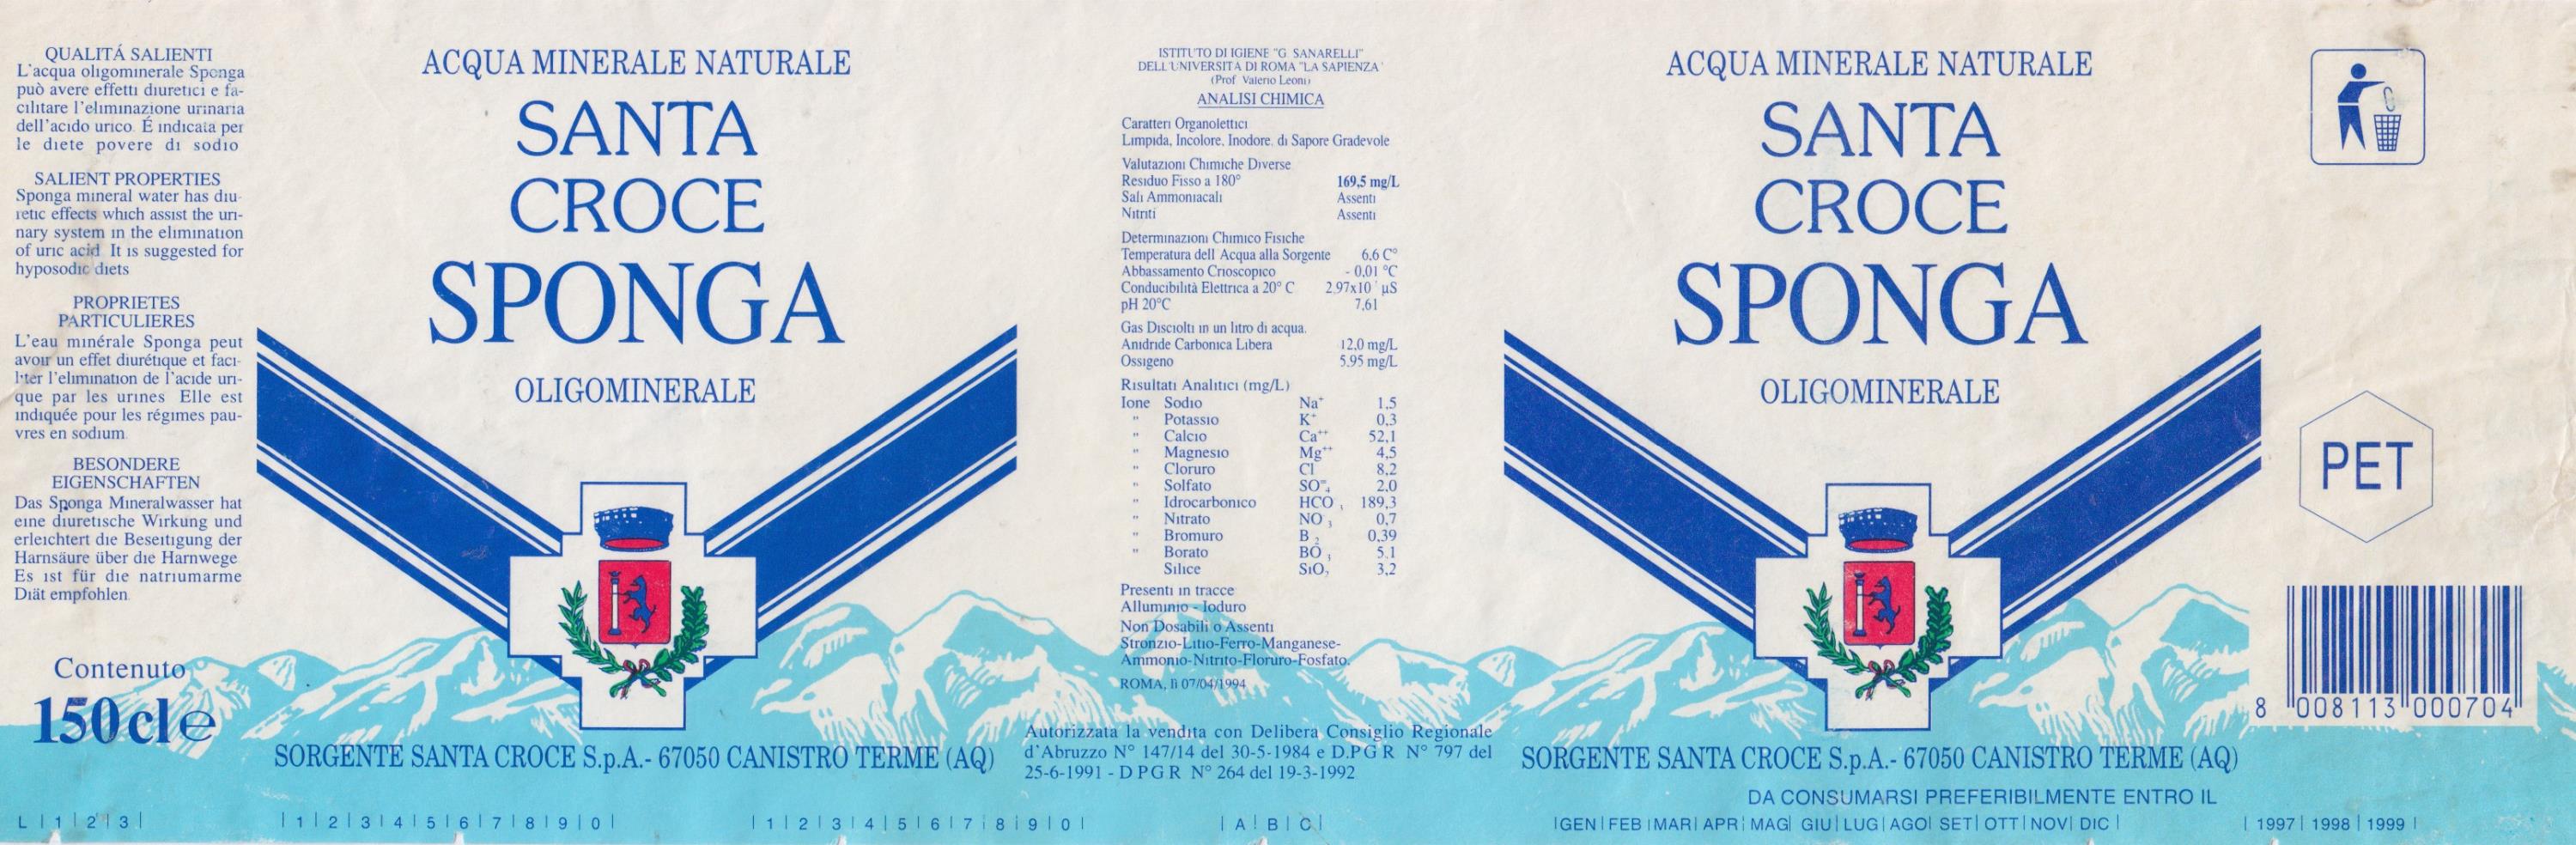 QUALITÁ SALIENTI
L'acqua oligominerale Sponga
può avere effetti diuretici e fa-
cilitare l'eliminazione urinaria
dell'acido urico. É indicata per
le diete povere di sodio
SALIENT PROPERTIES
Sponga mineral water has diu-
retic effects which assist the uri-
nary system in the elimination
of uric acid It is suggested for
hyposodic diets
PROPRIETES
PARTICULIERES
L'eau minérale Sponga peut
avoir un effet diurétique et faci-
liter l'elimination de l'acide uri-
que par les urines Elle est
indiquée pour les régimes pau-
vres en sodium.
BESONDERE
EIGENSCHAFTEN
Das Sponga Mineralwasser hat
eine diuretische Wirkung und
erleichtert die Beseitigung der
Harnsäure über die Harnwege
Es ist für die natriumarme
Diät empfohlen.
Contenuto
150 cl e
L | 1 | 2 | 3 |
ACQUA MINERALE NATURALE
SANTA
CROCE
SPONGA
OLIGOMINERALE
SORGENTE SANTA CROCE S.p.A.- 67050 CANISTRO TERME (AQ)
| 1 | 2 | 3 | 4 | 5 | 6 | 7 | 8 | 9 | 0 |
| 1 | 2 | 3 | 4 | 5 | 6 | 7 | 8 | 9 | 0 |
ISTITUTO DI IGIENE "G SANARELLI"
DELL'UNIVERSITA DI ROMA "LA SAPIENZA"
(Prof Valerio Leoni)
ANALISI CHIMICA
Caratteri Organolettici
Limpida, Incolore, Inodore, di Sapore Gradevole
Valutazioni Chimiche Diverse
Residuo Fisso a 180° 169,5 mg/L
Sali Ammoniacali Assenti
Nitriti Assenti
Determinazioni Chimico Fisiche
Temperatura dell Acqua alla Sorgente 6,6 C°
Abbassamento Crioscopico - 0,01 °C
Conducibilità Elettrica a 20° C 2,97x10 µS
pH 20°C 7,61
Gas Disciolti in un litro di acqua.
Anidride Carbonica Libera 12,0 mg/L
Ossigeno 5,95 mg/L
Risultati Analitici (mg/L)
Ione Sodio Na⁺ 1,5
" Potassio K⁺ 0,3
" Calcio Ca⁺⁺ 52,1
" Magnesio Mg⁺⁺ 4,5
" Cloruro Cl 8,2
" Solfato SO⁼₄ 2,0
" Idrocarbonico HCO₃ 189,3
" Nitrato NO₃ 0,7
" Bromuro B₂ 0,39
" Borato BO₃ 5,1
Silice SiO₂ 3,2
Presenti in tracce
Alluminio - Ioduro
Non Dosabili o Assenti
Stronzio-Litio-Ferro-Manganese-
Ammonio-Nitrito-Floruro-Fosfato.
ROMA, lì 07/04/1994
Autorizzata la vendita con Delibera Consiglio Regionale
d'Abruzzo N° 147/14 del 30-5-1984 e D.P.G R N° 797 del
25-6-1991 - D P G R N° 264 del 19-3-1992
| A | B | C |
ACQUA MINERALE NATURALE
SANTA
CROCE
SPONGA
OLIGOMINERALE
SORGENTE SANTA CROCE S.p.A.- 67050 CANISTRO TERME (AQ)
DA CONSUMARSI PREFERIBILMENTE ENTRO IL
|GEN|FEB|MAR|APR|MAG|GIU|LUG|AGO|SET|OTT|NOV|DIC|
| 1997 | 1998 | 1999 |
PET
8 008113 000704